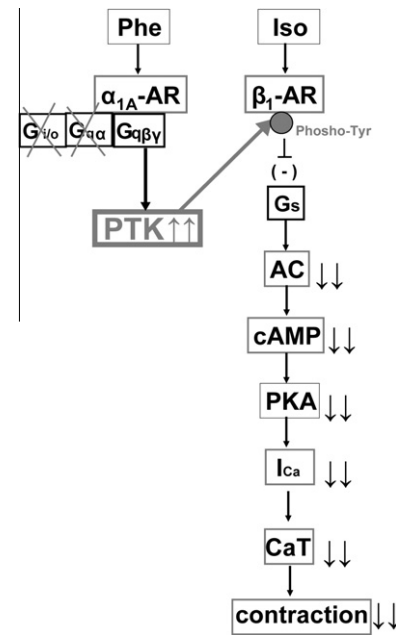 Phe
Iso
α1A-AR
β1-AR
Gi/o
Gqα
Gqβγ
Phosho-Tyr
(-)
Gs
PTK↑↑
AC ↓↓
cAMP ↓↓
PKA ↓↓
ICa ↓↓
CaT ↓↓
contraction↓↓